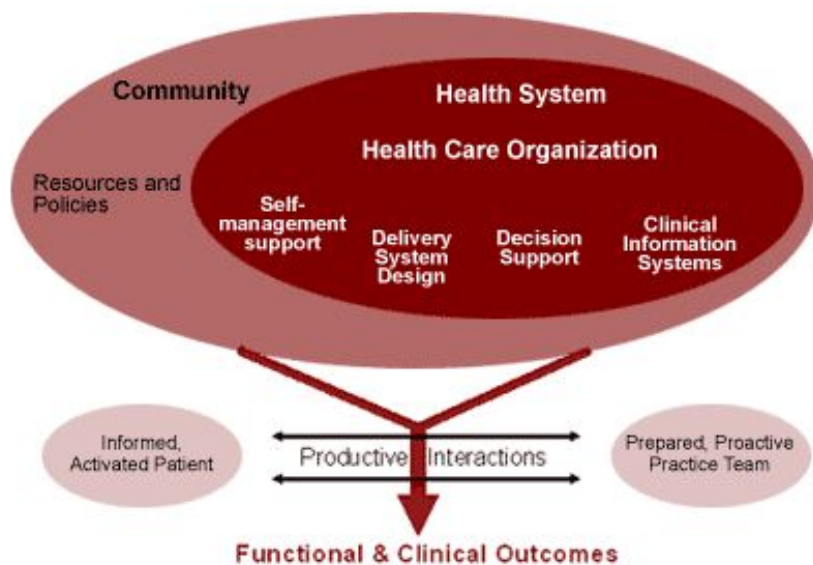 Community
Health System
Health Care Organization
Resources and
Policies
Self-
management
support
Delivery
System
Design
Decision
Support
Clinical
Information
Systems
Informed,
Activated Patient
Productive Interactions
Prepared, Proactive
Practice Team
Functional & Clinical Outcomes